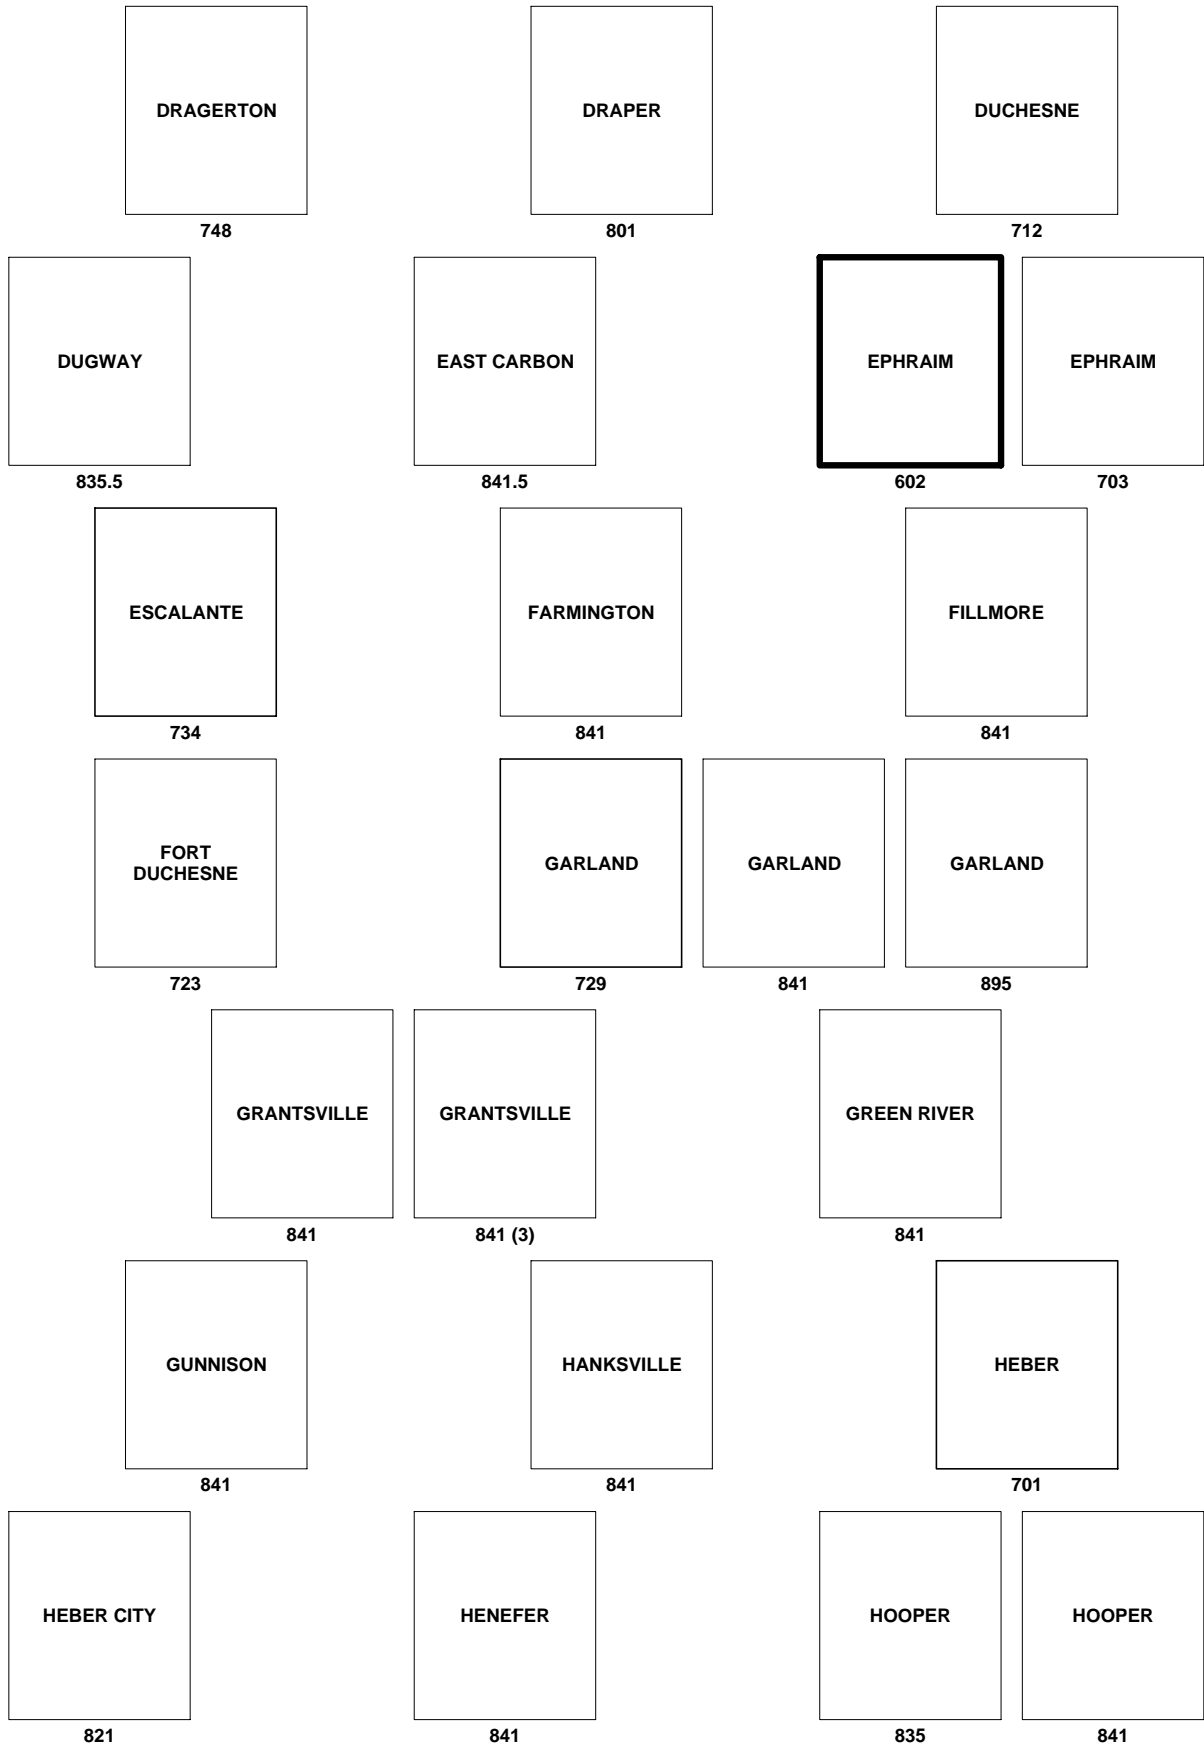 DRAGERTON
DRAPER
DUCHESNE
748
801
712
DUGWAY
EAST CARBON
EPHRAIM
EPHRAIM
835.5
841.5
602
703
ESCALANTE
FARMINGTON
FILLMORE
734
841
841
FORT
DUCHESNE
GARLAND
GARLAND
GARLAND
723
729
841
895
GRANTSVILLE
GRANTSVILLE
GREEN RIVER
841
841 (3)
841
GUNNISON
HANKSVILLE
HEBER
841
841
701
HEBER CITY
HENEFER
HOOPER
HOOPER
821
841
835
841